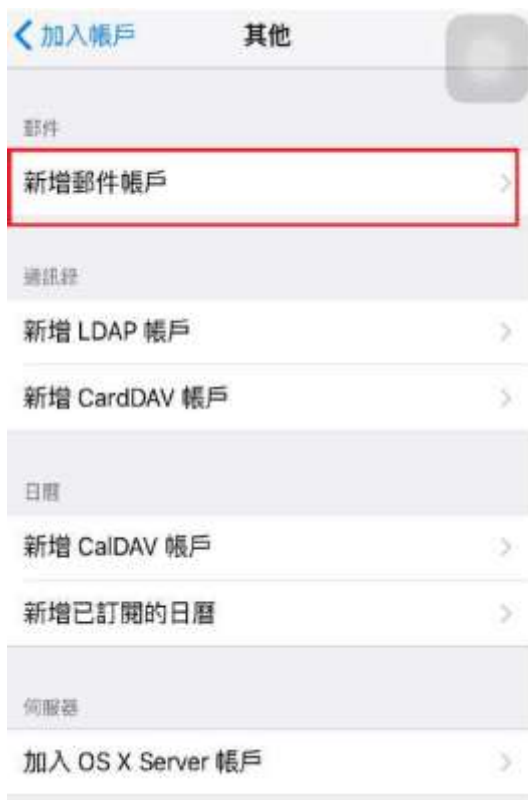 加入帳戶
其他
郵件
新增郵件帳戶
通訊錄
新增 LDAP 帳戶
新增 CardDAV 帳戶
日曆
新增 CalDAV 帳戶
新增已訂閱的日曆
伺服器
加入 OS X Server 帳戶